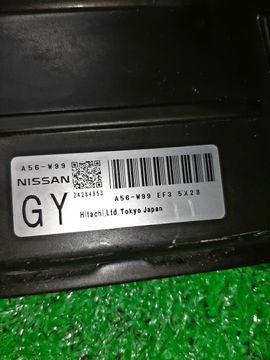 A56-W99
NISSAN
24284853
GY
A56-W99 EF3 5X28
Hitachi,Ltd.Tokyo Japan